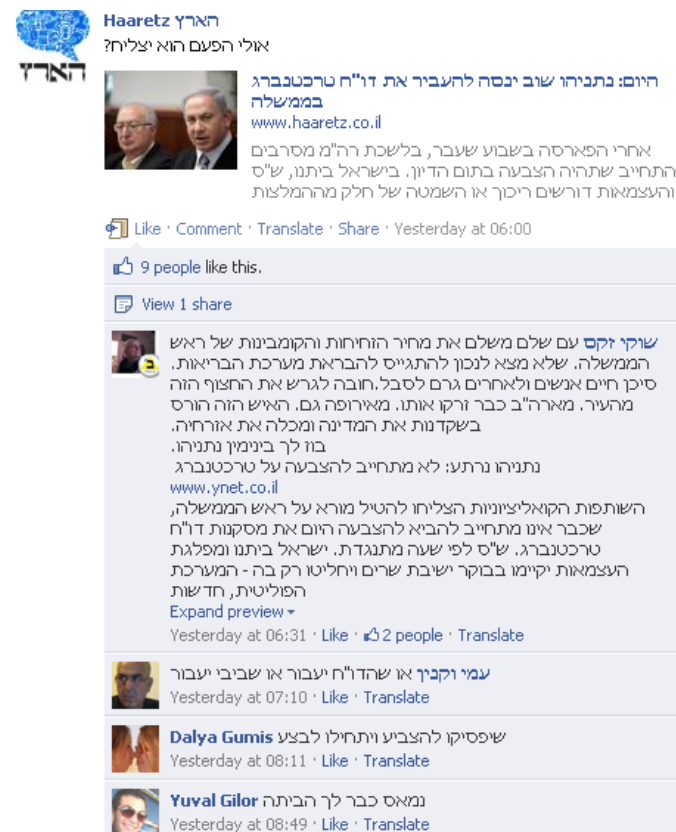 הארץ
Haaretz הארץ
אולי הפעם הוא יצליח?
היום: נתניהו שוב ינסה להעביר את דו"ח טרכטנברג
בממשלה
www.haaretz.co.il
אחרי הפארסה בשבוע שעבר, בלשכת רה"מ מסרבים
התחייב שתהיה הצבעה בתום הדיון. בישראל ביתנו, ש"ס
והעצמאות דורשים ריכוך או השמטה של חלק מההמלצות
Like · Comment · Translate · Share · Yesterday at 06:00
9 people like this.
View 1 share
שוקי זקס עם שלם משלם את מחיר הזחיחות והקומבינות של ראש
הממשלה. שלא מצא לנכון להתגייס להבראת מערכת הבריאות.
סיכן חיים אנשים ולאחרים גרם לסבל.חובה לגרש את החצוף הזה
מהעיר. מארה"ב כבר זרקו אותו. מאירופה גם. האיש הזה הורס
בשקדנות את המדינה ומכלה את אזרחיה.
בוז לך בינימין נתניהו.
נתניהו נרתע: לא מתחייב להצבעה על טרכטנברג
www.ynet.co.il
השותפות הקואליציוניות הצליחו להטיל מורא על ראש הממשלה,
שכבר אינו מתחייב להביא להצבעה היום את מסקנות דו"ח
טרכטנברג. ש"ס לפי שעה מתנגדת. ישראל ביתנו ומפלגת
העצמאות יקיימו בבוקר ישיבת שרים ויחליטו רק בה - המערכת
הפוליטית, חדשות
Expand preview
Yesterday at 06:31 · Like · 2 people · Translate
עמי וקנין או שהדו"ח יעבור או שביבי יעבור
Yesterday at 07:10 · Like · Translate
Dalya Gumis שיפסיקו להצביע ויתחילו לבצע
Yesterday at 08:11 · Like · Translate
Yuval Gilor נמאס כבר לך הביתה
Yesterday at 08:49 · Like · Translate